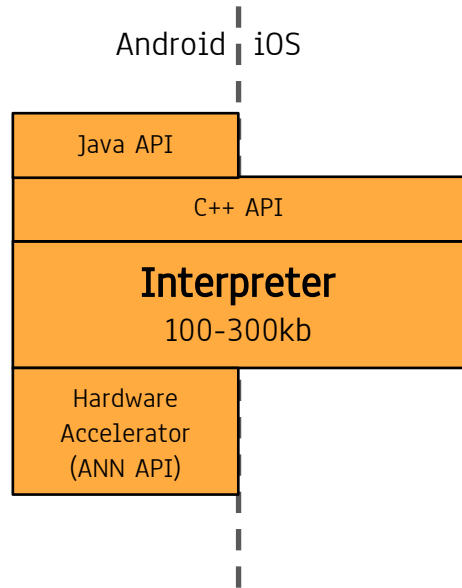 Android iOS
Java API
C++ API
Interpreter
100-300kb
Hardware
Accelerator
(ANN API)